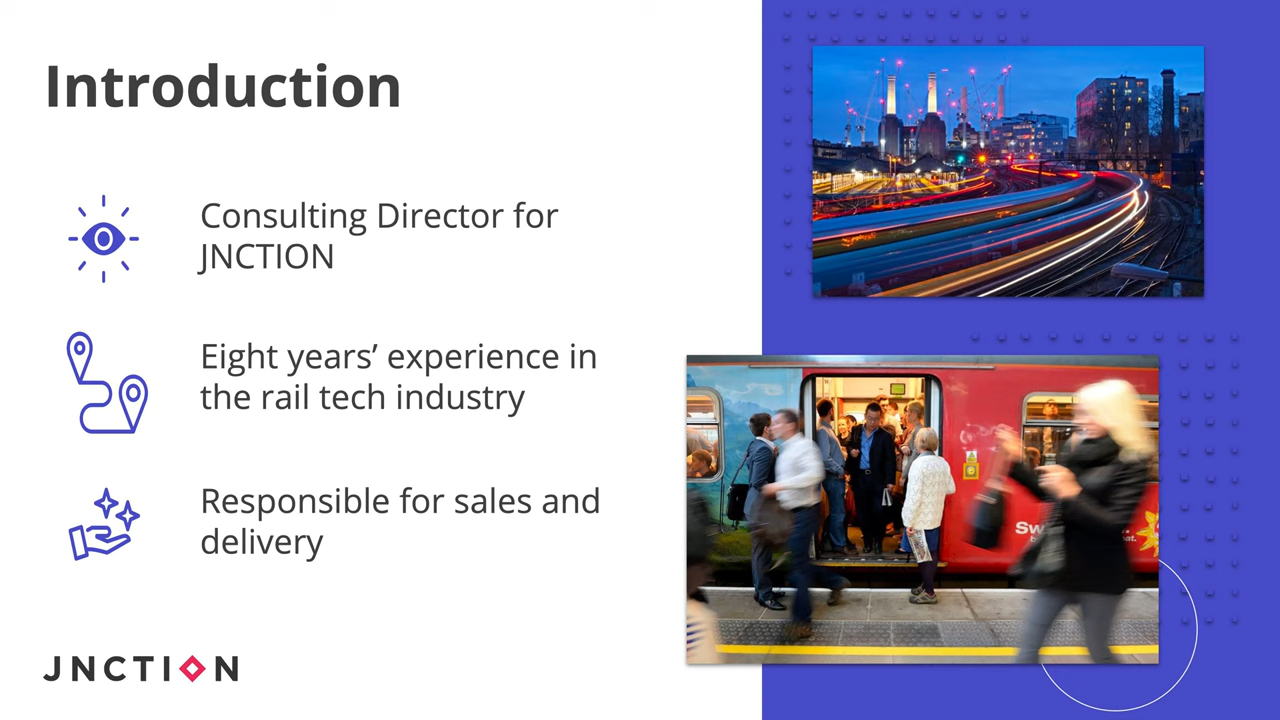 Introduction
Consulting Director for
JNCTION
Eight years’ experience in
the rail tech industry
Responsible for sales and
delivery
JNCTION